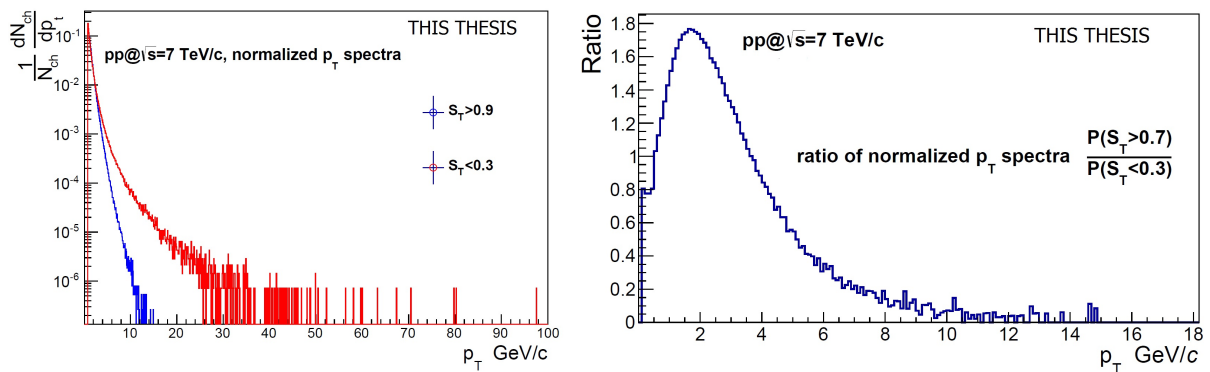 1/N_ch dN_ch/dp_t
THIS THESIS
pp@√s=7 TeV/c, normalized p_T spectra
S_T>0.9
S_T<0.3
10⁻¹
10⁻²
10⁻³
10⁻⁴
10⁻⁵
10⁻⁶
10 20 30 40 50 60 70 80 90 100
p_T GeV/c
Ratio
pp@√s=7 TeV/c
THIS THESIS
ratio of normalized p_T spectra P(S_T>0.7)/P(S_T<0.3)
1.8
1.6
1.4
1.2
1
0.8
0.6
0.4
0.2
0
2 4 6 8 10 12 14 16 18
p_T GeV/c